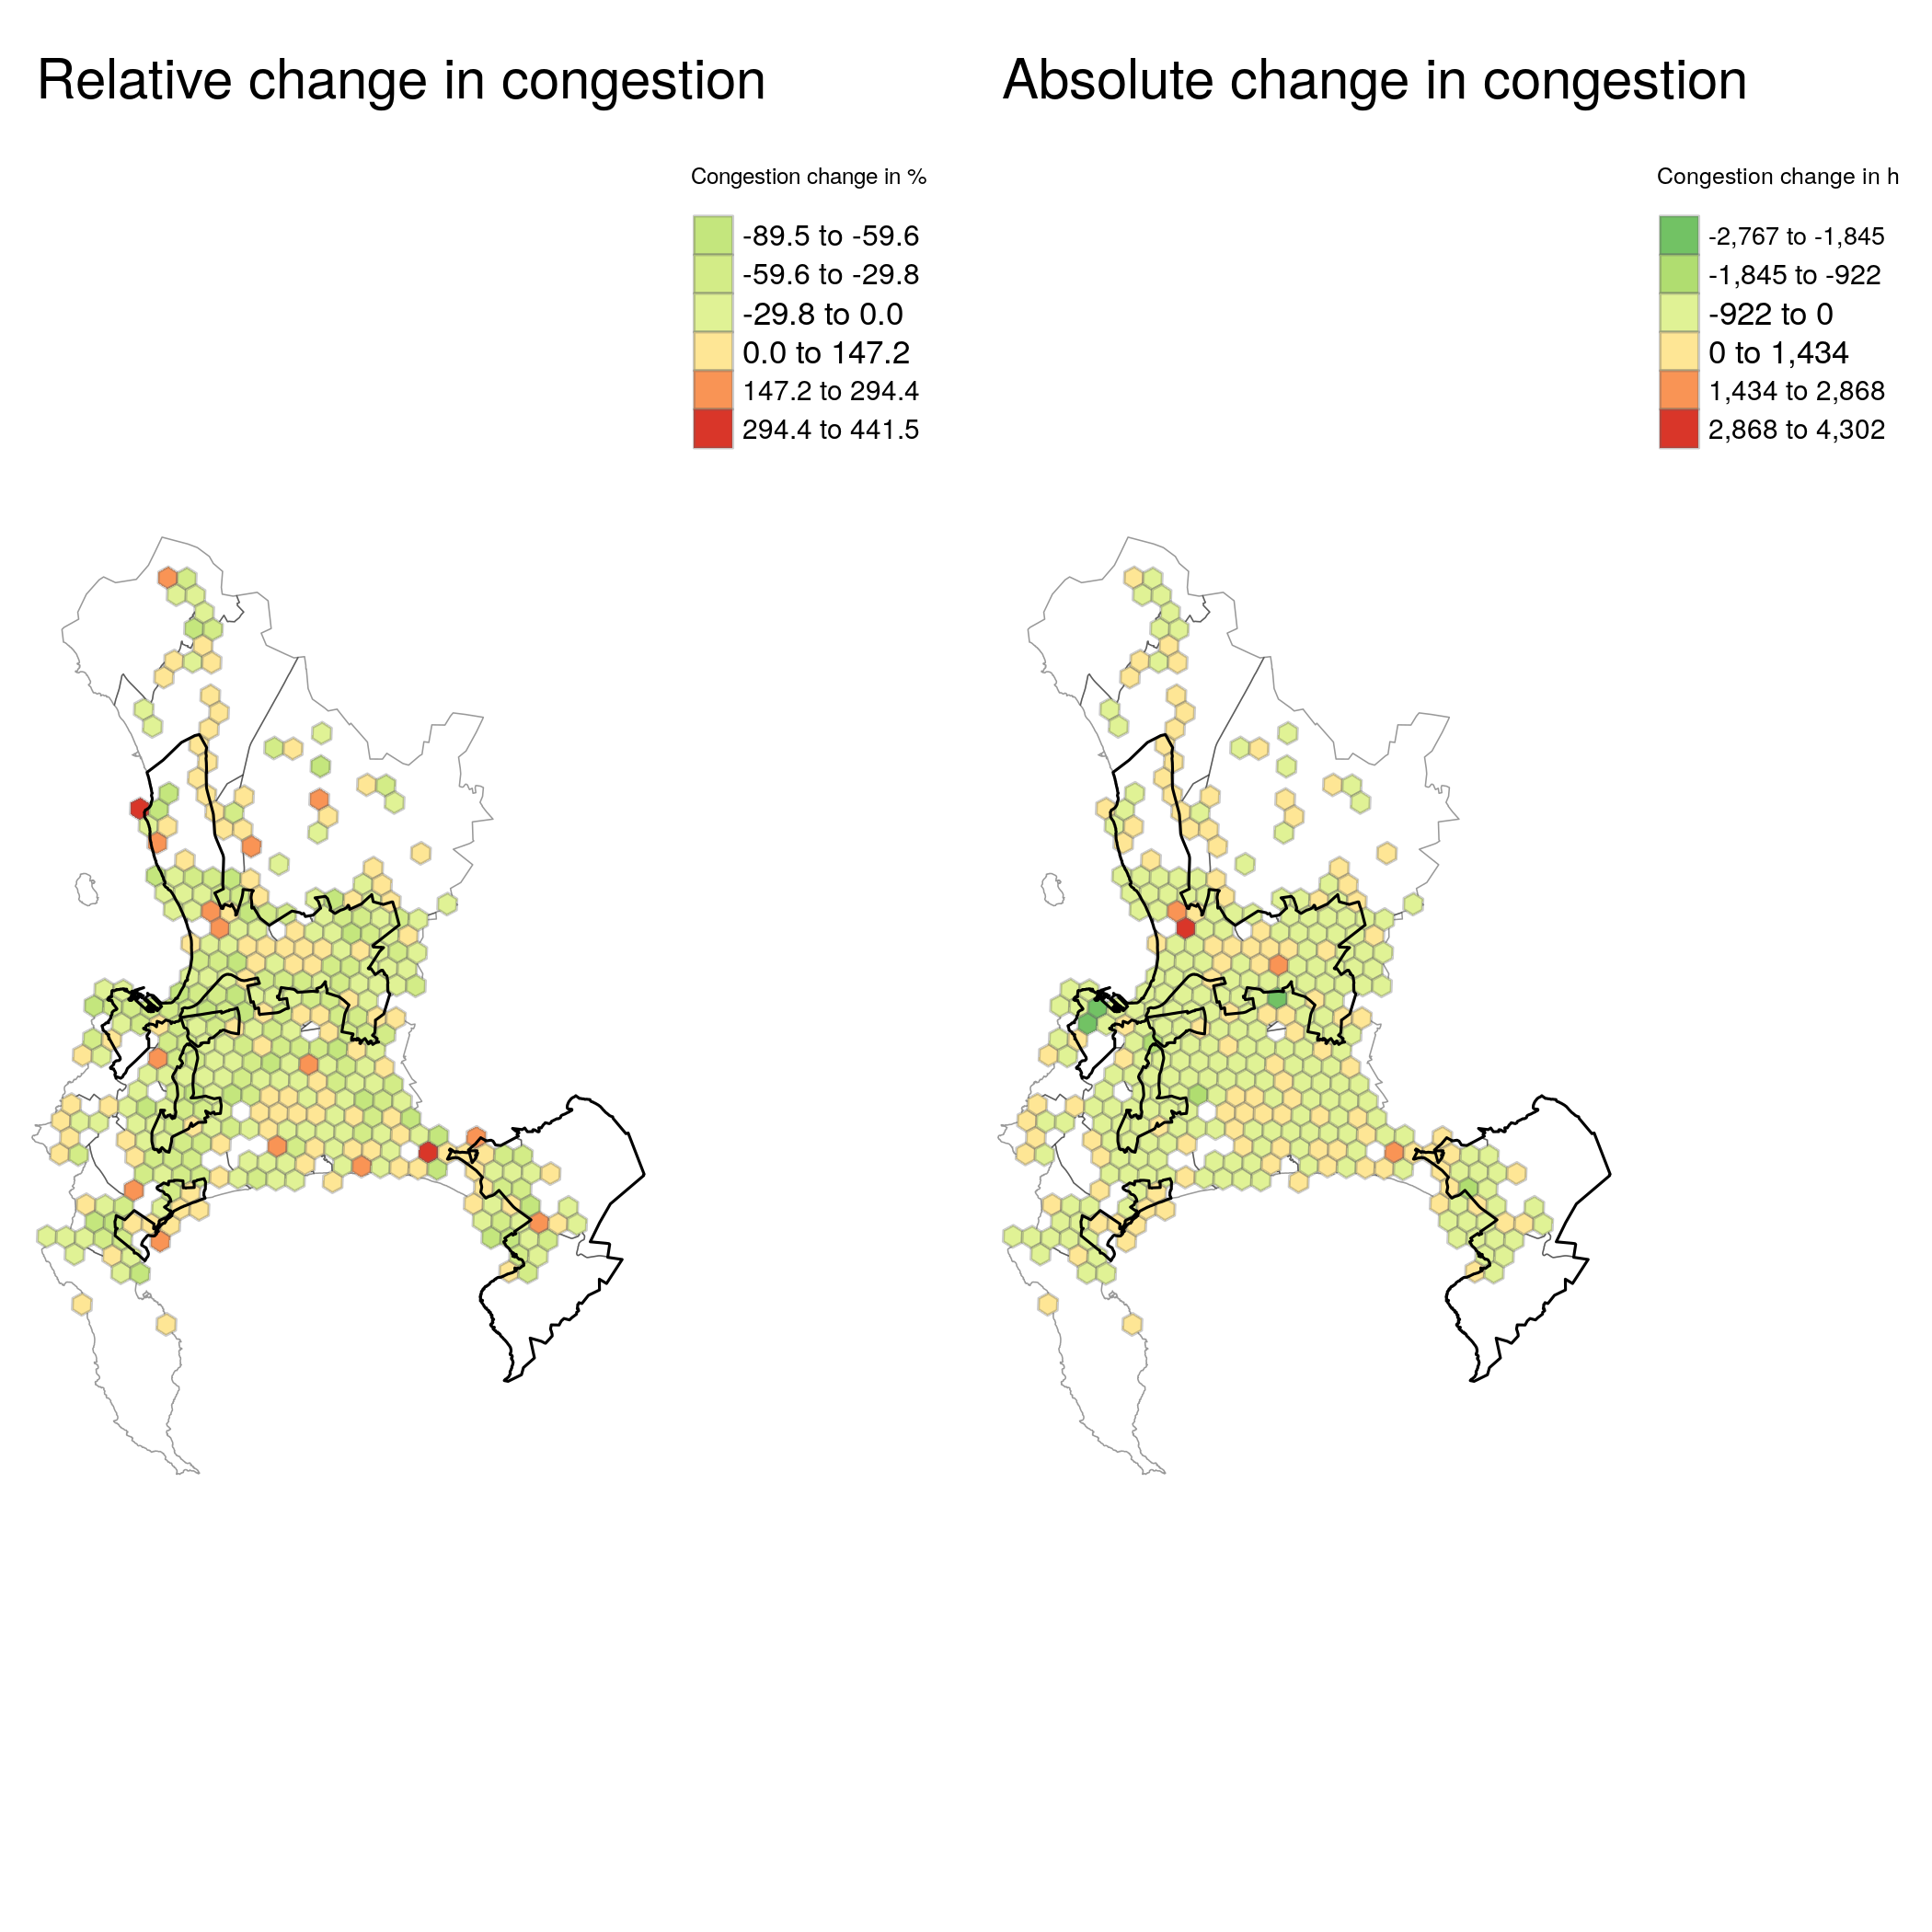 Relative change in congestion
Congestion change in %
-89.5 to -59.6
-59.6 to -29.8
-29.8 to 0.0
0.0 to 147.2
147.2 to 294.4
294.4 to 441.5
Absolute change in congestion
Congestion change in h
-2,767 to -1,845
-1,845 to -922
-922 to 0
0 to 1,434
1,434 to 2,868
2,868 to 4,302